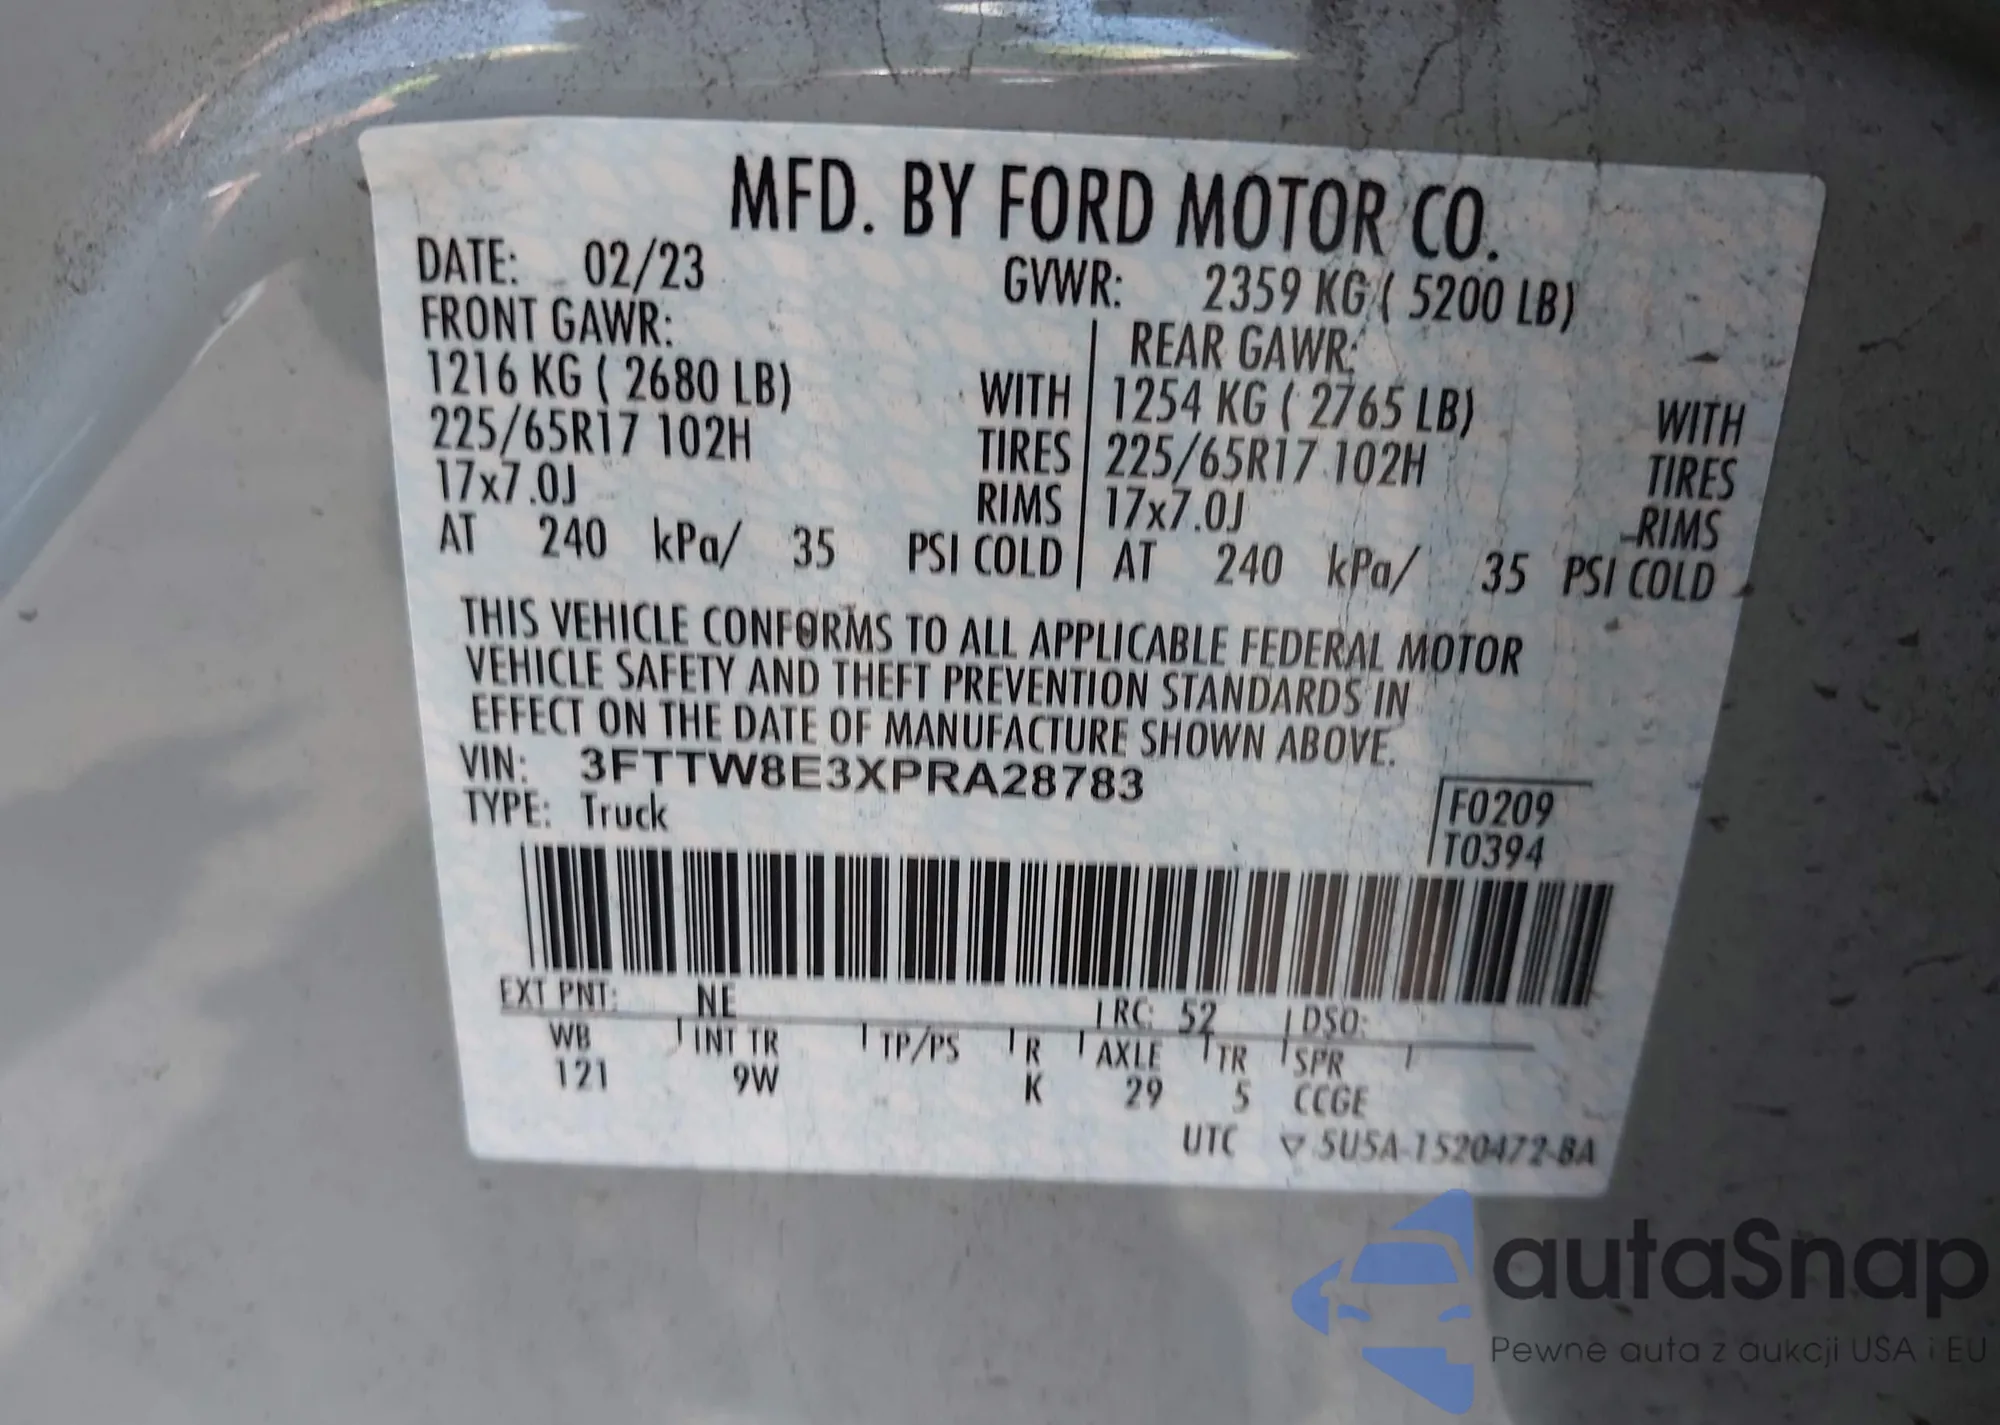 MFD. BY FORD MOTOR CO.
DATE: 02/23 GVWR: 2359 KG ( 5200 LB)
FRONT GAWR: REAR GAWR:
1216 KG ( 2680 LB) WITH 1254 KG ( 2765 LB) WITH
225/65R17 102H TIRES 225/65R17 102H TIRES
17x7.0J RIMS 17x7.0J RIMS
AT 240 kPa/ 35 PSI COLD AT 240 kPa/ 35 PSI COLD
THIS VEHICLE CONFORMS TO ALL APPLICABLE FEDERAL MOTOR
VEHICLE SAFETY AND THEFT PREVENTION STANDARDS IN
EFFECT ON THE DATE OF MANUFACTURE SHOWN ABOVE.
VIN: 3FTTW8E3XPRA28783
TYPE: Truck
F0209
T0394
EXT PNT: NE RC: 52 DSO:
WB INT TR TP/PS R AXLE TR SPR
121 9W K 29 5 CCGE
UTC 5U5A-1520472-BA
autaSnap
Pewne auta z aukcji USA i EU